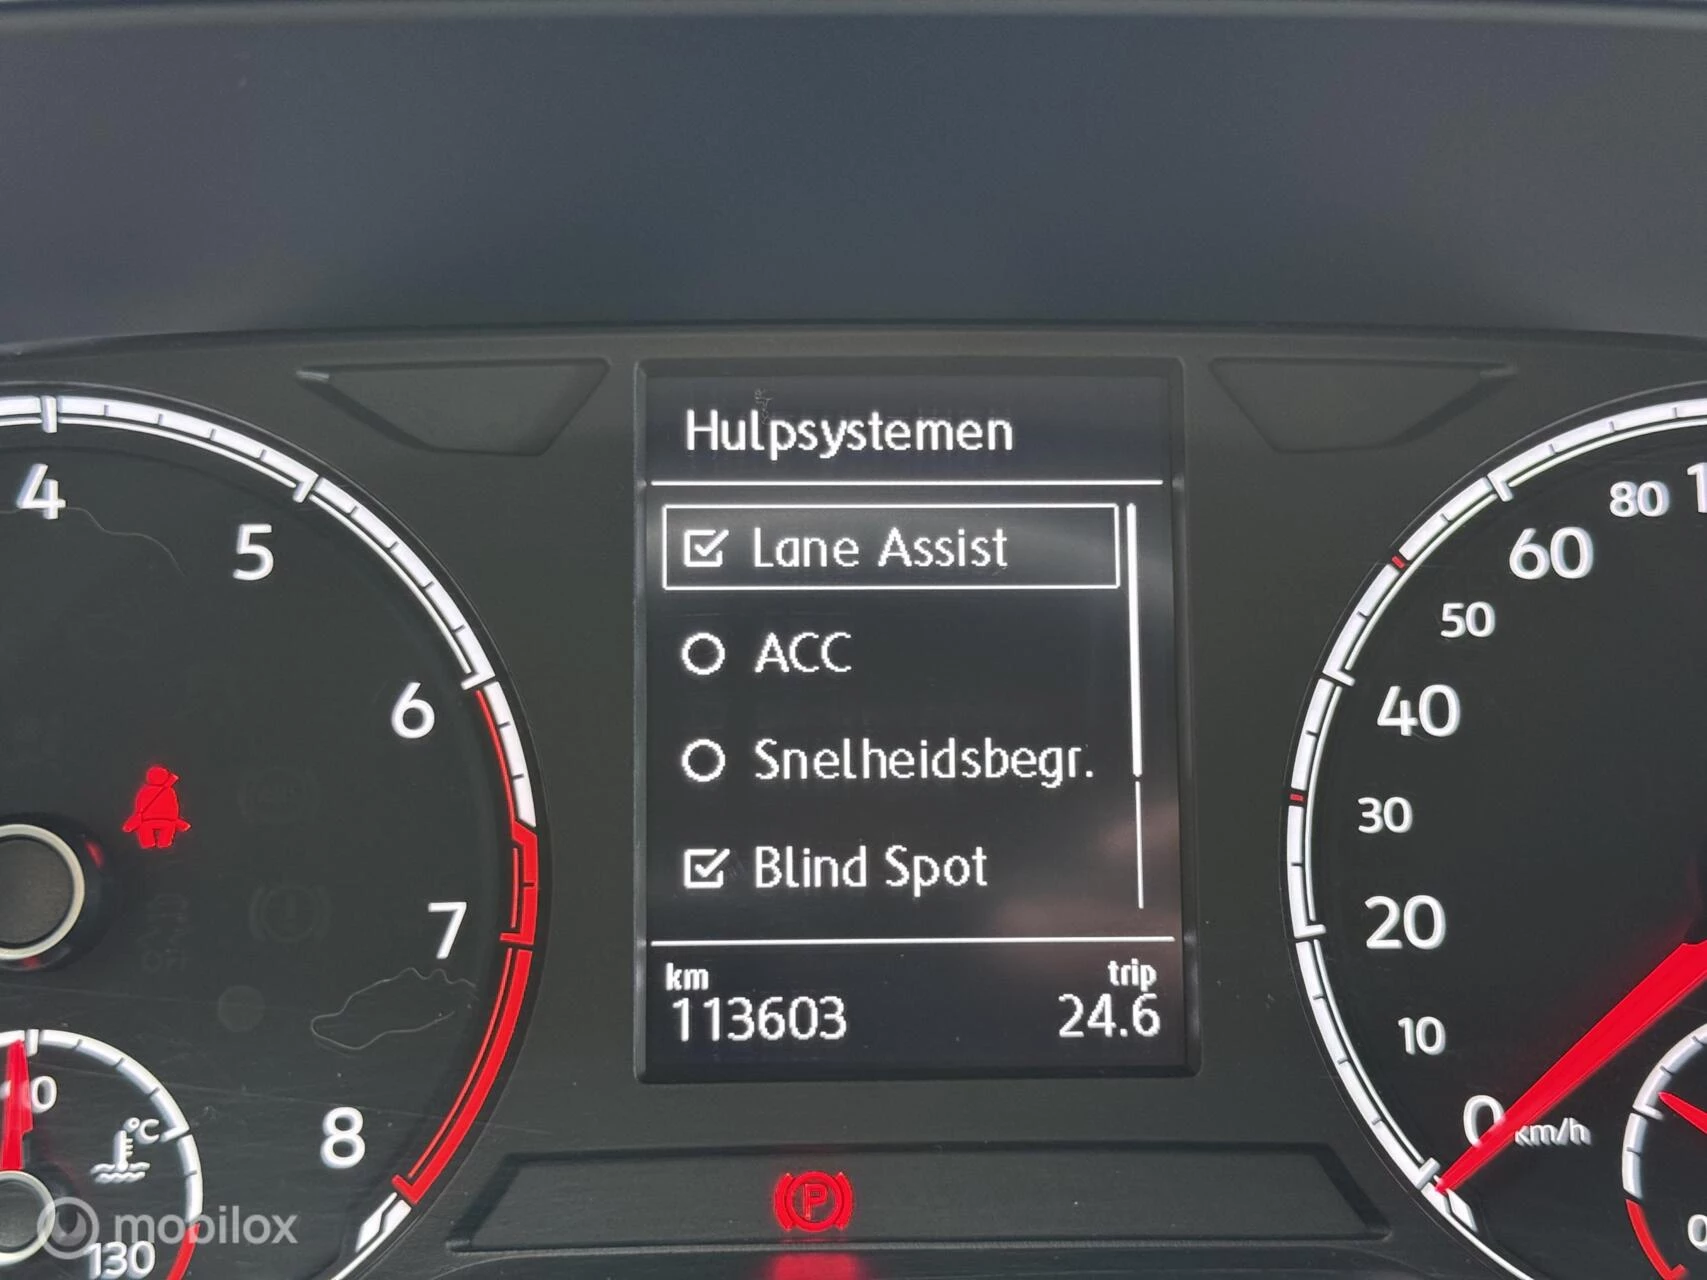 Hulpsystemen
Lane Assist
ACC
Snelheidsbegr.
Blind Spot
km
trip
113603
24.6
4
5
6
7
8
°C
130
80
60
50
40
30
20
10
0
km/h
P
mobilox